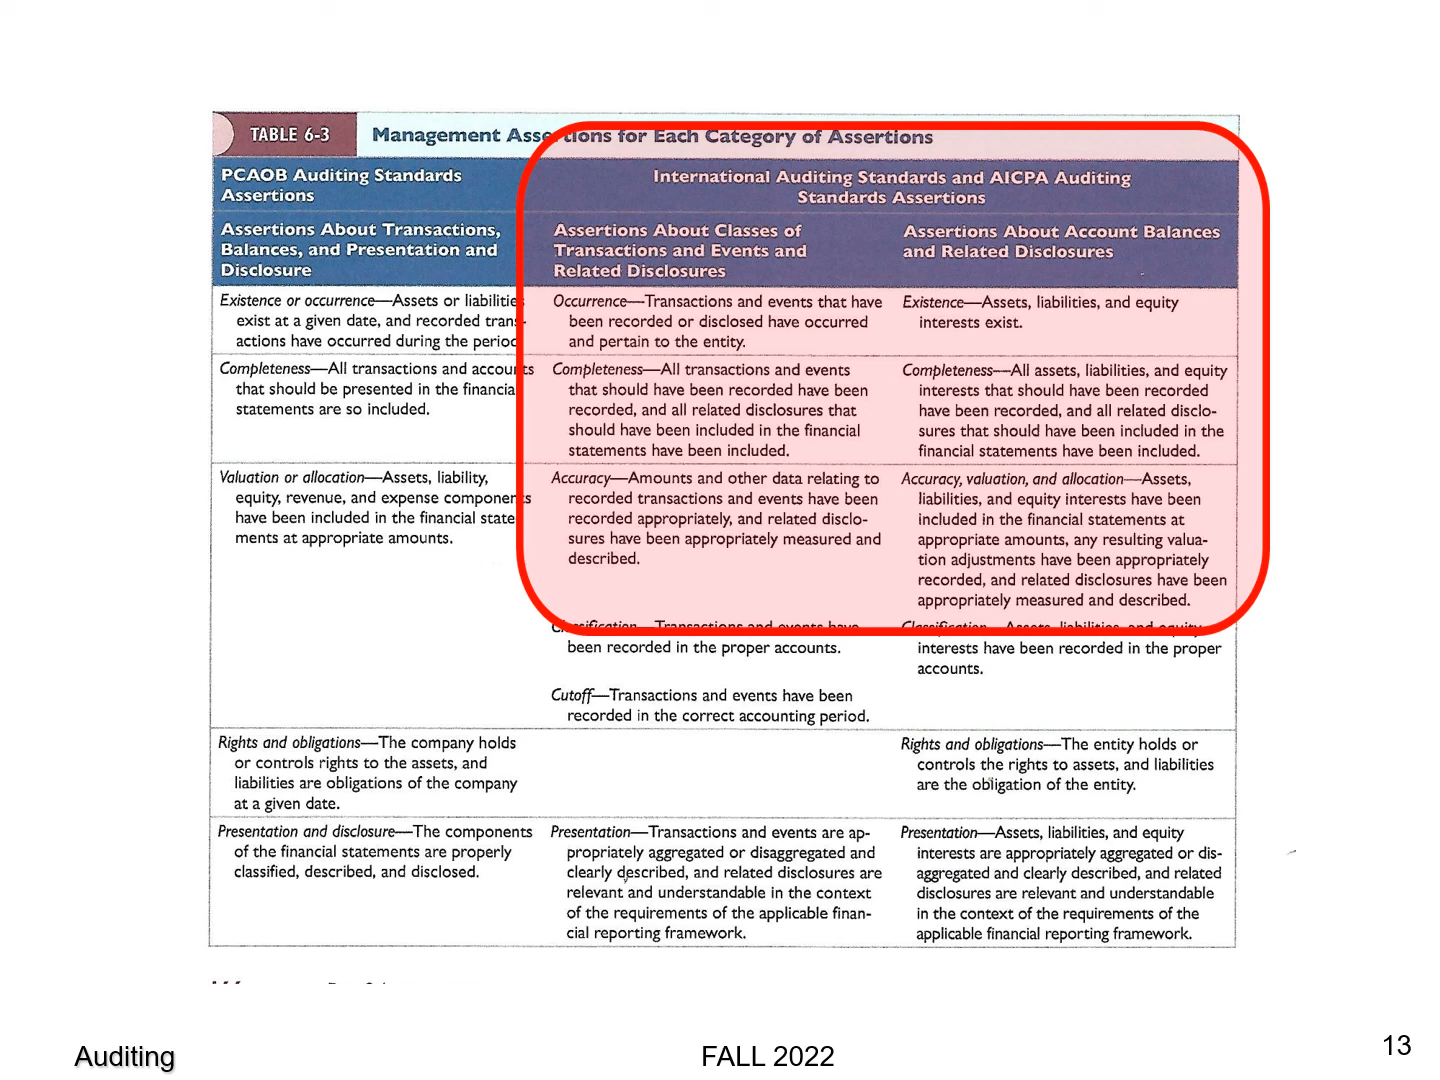 TABLE 6-3 Management Assertions for Each Category of Assertions
PCAOB Auditing Standards
Assertions
International Auditing Standards and AICPA Auditing
Standards Assertions
Assertions About Transactions,
Balances, and Presentation and
Disclosure
Assertions About Classes of
Transactions and Events and
Related Disclosures
Assertions About Account Balances
and Related Disclosures
Existence or occurrence—Assets or liabilities
exist at a given date, and recorded trans-
actions have occurred during the period.
Occurrence—Transactions and events that have
been recorded or disclosed have occurred
and pertain to the entity.
Existence—Assets, liabilities, and equity
interests exist.
Completeness—All transactions and accounts
that should be presented in the financial
statements are so included.
Completeness—All transactions and events
that should have been recorded have been
recorded, and all related disclosures that
should have been included in the financial
statements have been included.
Completeness—All assets, liabilities, and equity
interests that should have been recorded
have been recorded, and all related disclo-
sures that should have been included in the
financial statements have been included.
Valuation or allocation—Assets, liability,
equity, revenue, and expense components
have been included in the financial state-
ments at appropriate amounts.
Accuracy—Amounts and other data relating to
recorded transactions and events have been
recorded appropriately, and related disclo-
sures have been appropriately measured and
described.
Accuracy, valuation, and allocation—Assets,
liabilities, and equity interests have been
included in the financial statements at
appropriate amounts, any resulting valua-
tion adjustments have been appropriately
recorded, and related disclosures have been
appropriately measured and described.
Classification—Transactions and events have
been recorded in the proper accounts.
Classification—Assets, liabilities, and equity
interests have been recorded in the proper
accounts.
Cutoff—Transactions and events have been
recorded in the correct accounting period.
Rights and obligations—The company holds
or controls rights to the assets, and
liabilities are obligations of the company
at a given date.
Rights and obligations—The entity holds or
controls the rights to assets, and liabilities
are the obligation of the entity.
Presentation and disclosure—The components
of the financial statements are properly
classified, described, and disclosed.
Presentation—Transactions and events are ap-
propriately aggregated or disaggregated and
clearly described, and related disclosures are
relevant and understandable in the context
of the requirements of the applicable finan-
cial reporting framework.
Presentation—Assets, liabilities, and equity
interests are appropriately aggregated or dis-
aggregated and clearly described, and related
disclosures are relevant and understandable
in the context of the requirements of the
applicable financial reporting framework.
Auditing
FALL 2022
13